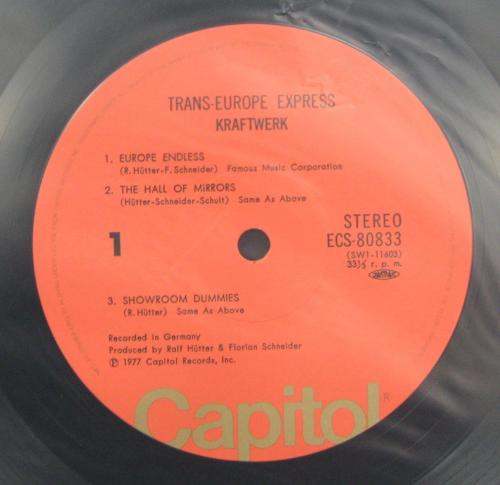 TRANS-EUROPE EXPRESS
KRAFTWERK
1. EUROPE ENDLESS
(R. Hütter-F. Schneider) Famous Music Corporation
2. THE HALL OF MIRRORS
(Hütter-Schneider-Schult) Same As Above
1
STEREO
ECS-80833
(SW1-11603)
33⅓ r. p. m.
JASRAC
3. SHOWROOM DUMMIES
(R. Hütter) Same As Above
Recorded in Germany
Produced by Ralf Hütter & Florian Schneider
℗ 1977 Capitol Records, Inc.
Capitol®